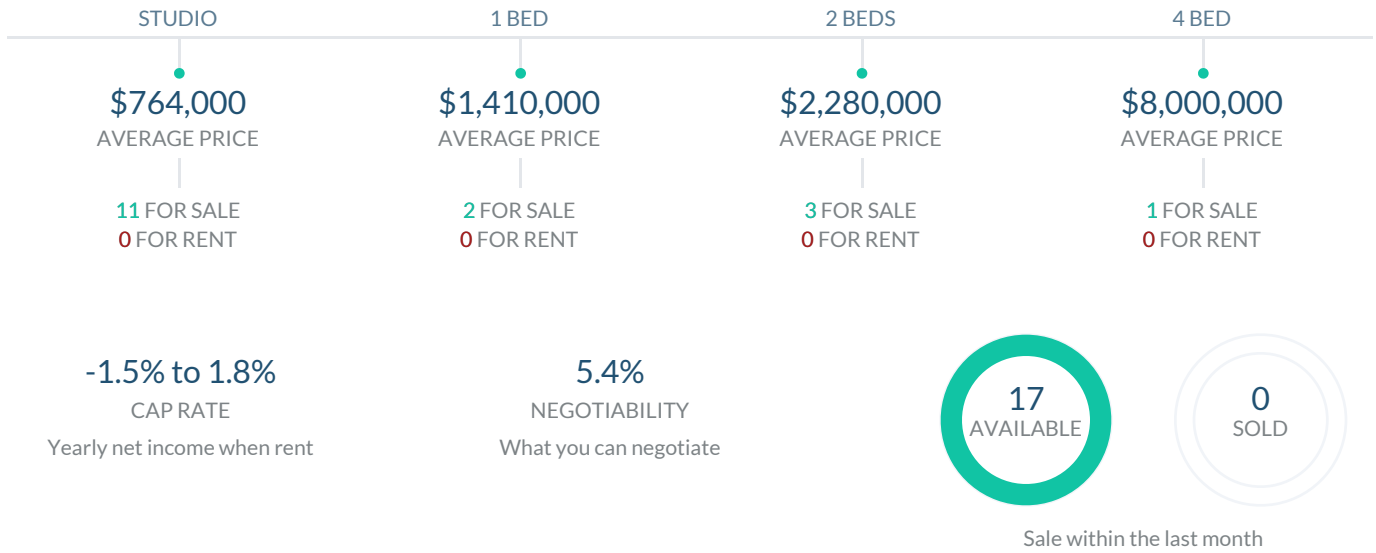 STUDIO
1 BED
2 BEDS
4 BED
$764,000
AVERAGE PRICE
11 FOR SALE
0 FOR RENT
$1,410,000
AVERAGE PRICE
2 FOR SALE
0 FOR RENT
$2,280,000
AVERAGE PRICE
3 FOR SALE
0 FOR RENT
$8,000,000
AVERAGE PRICE
1 FOR SALE
0 FOR RENT
-1.5% to 1.8%
CAP RATE
Yearly net income when rent
5.4%
NEGOTIABILITY
What you can negotiate
17
AVAILABLE
0
SOLD
Sale within the last month